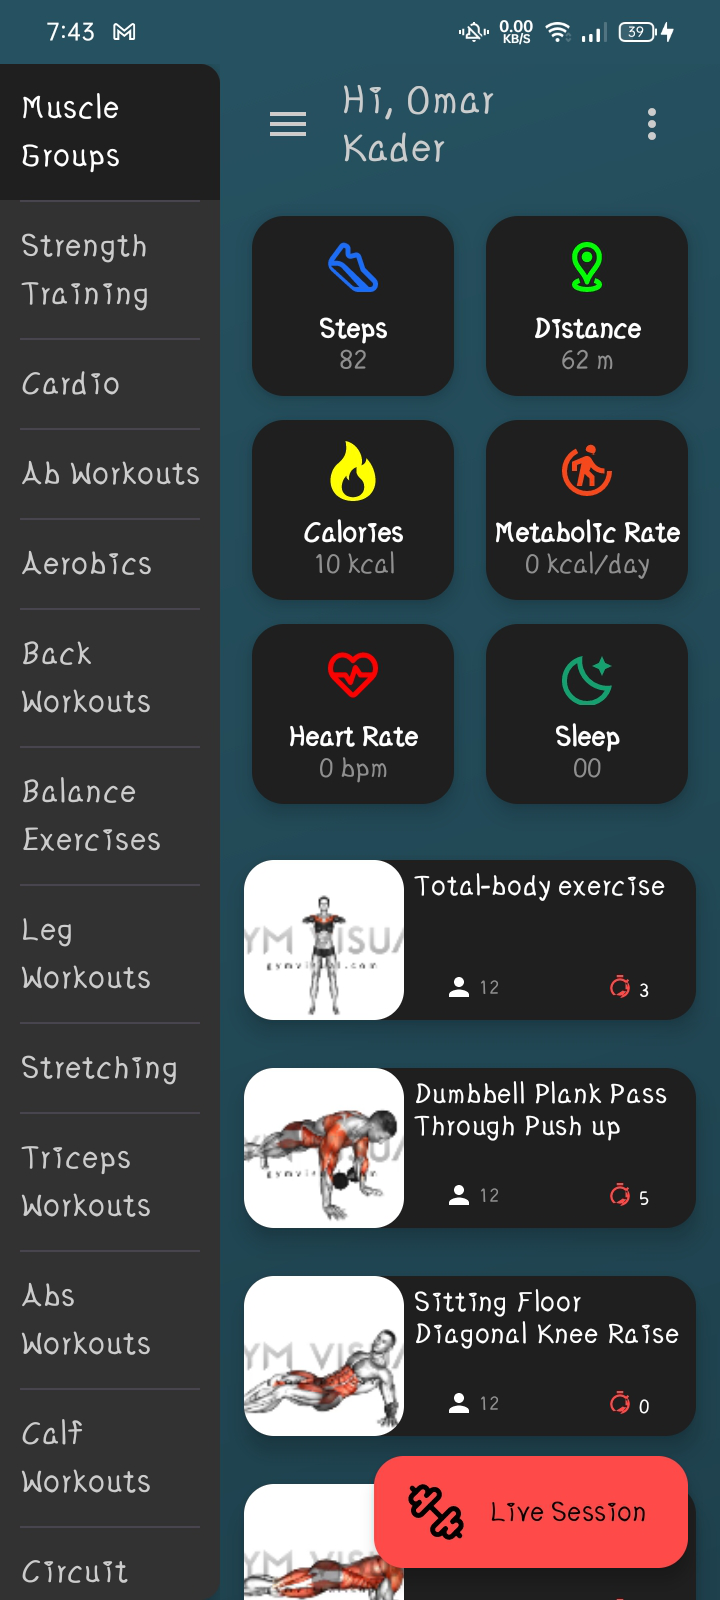 7:43
0.00
KB/S
39
Muscle
Groups
Strength
Training
Cardio
Ab Workouts
Aerobics
Back
Workouts
Balance
Exercises
Leg
Workouts
Stretching
Triceps
Workouts
Abs
Workouts
Calf
Workouts
Circuit
Hi, Omar
Kader
Steps
82
Distance
62 m
Calories
10 kcal
Metabolic Rate
0 kcal/day
Heart Rate
0 bpm
Sleep
00
Total-body exercise
12
3
Dumbbell Plank Pass
Through Push up
12
5
Sitting Floor
Diagonal Knee Raise
12
0
Live Session